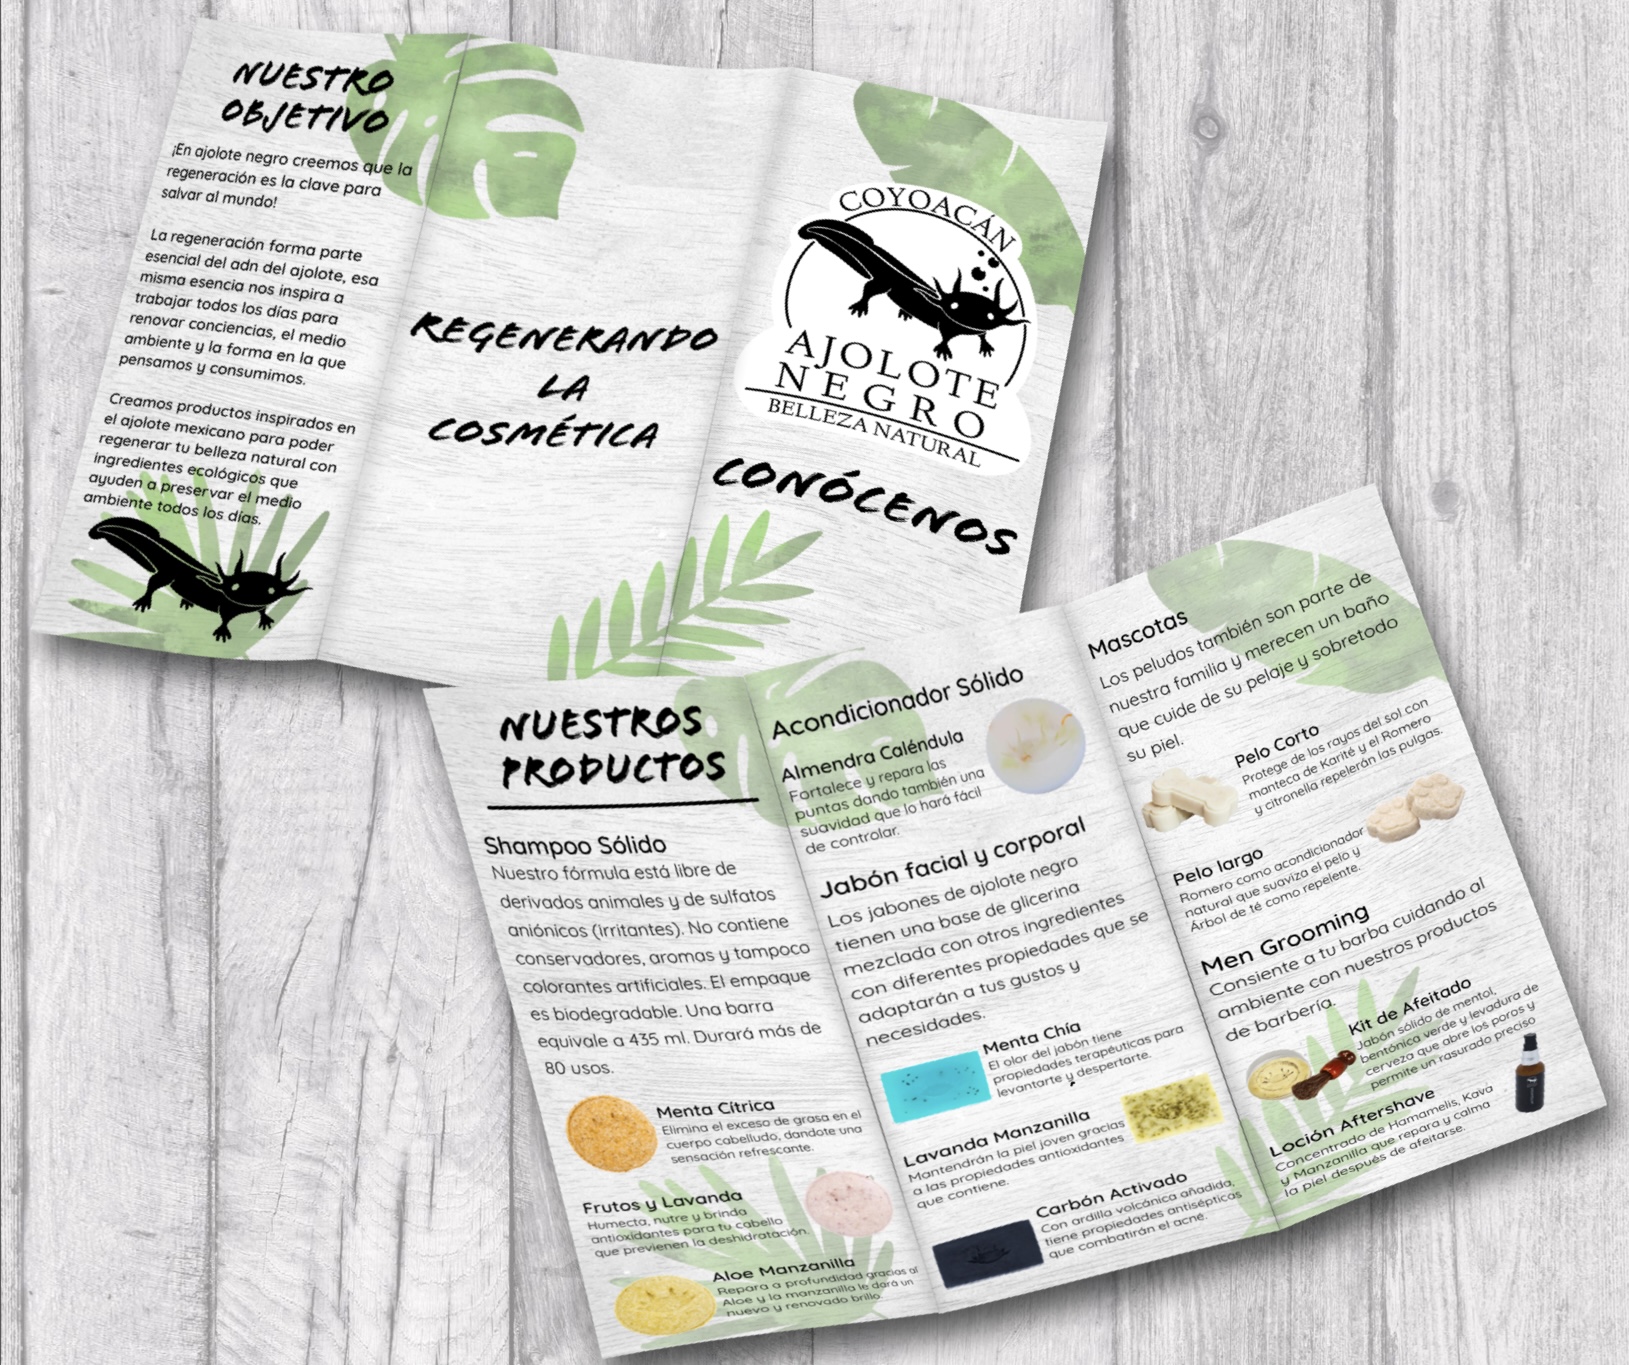 NUESTRO
OBJETIVO
¡En ajolote negro creemos que la
regeneración es la clave para
salvar al mundo!
La regeneración forma parte
esencial del adn del ajolote, esa
misma esencia nos inspira a
trabajar todos los días para
renovar conciencias, el medio
ambiente y la forma en la que
pensamos y consumimos.
Creamos productos inspirados en
el ajolote mexicano para poder
regenerar tu belleza natural con
ingredientes ecológicos que
ayuden a preservar el medio
ambiente todos los días.
REGENERANDO
LA
COSMÉTICA
COYOACÁN
AJOLOTE
NEGRO
BELLEZA NATURAL
CONÓCENOS
NUESTROS
PRODUCTOS
Shampoo Sólido
Nuestro fórmula está libre de
derivados animales y de sulfatos
aniónicos (irritantes). No contiene
conservadores, aromas y tampoco
colorantes artificiales. El empaque
es biodegradable. Una barra
equivale a 435 ml. Durará más de
80 usos.
Menta Cítrica
Elimina el exceso de grasa en el
cuerpo cabelludo, dandote una
sensación refrescante.
Frutos y Lavanda
Humecta, nutre y brinda
antioxidantes para tu cabello
que previenen la deshidratación.
Aloe Manzanilla
Repara a profundidad gracias al
Aloe y la manzanilla le dará un
nuevo y renovado brillo.
Acondicionador Sólido
Almendra Caléndula
Fortalece y repara las
puntas dando también una
suavidad que lo hará fácil
de controlar.
Jabón facial y corporal
Los jabones de ajolote negro
tienen una base de glicerina
mezclada con otros ingredientes
con diferentes propiedades que se
adaptarán a tus gustos y
necesidades.
Menta Chía
El olor del jabón tiene
propiedades terapéuticas para
levantarte y despertarte.
Lavanda Manzanilla
Mantendrán la piel joven gracias
a las propiedades antioxidantes
que contiene.
Carbón Activado
Con ardilla volcánica añadida,
tiene propiedades antisépticas
que combatirán el acné.
Mascotas
Los peludos también son parte de
nuestra familia y merecen un baño
que cuide de su pelaje y sobretodo
su piel.
Pelo Corto
Protege de los rayos del sol con
manteca de Karité y el Romero
y citronella repelerán las pulgas.
Pelo largo
Romero como acondicionador
natural que suaviza el pelo y
Árbol de té como repelente.
Men Grooming
Consiente a tu barba cuidando al
ambiente con nuestros productos
de barbería.
Kit de Afeitado
Jabón sólido de mentol,
bentónica verde y levadura de
cerveza que abre los poros y
permite un rasurado preciso
Loción Aftershave
Concentrado de Hamamelis, Kava
y Manzanilla que repara y calma
la piel después de afeitarse.